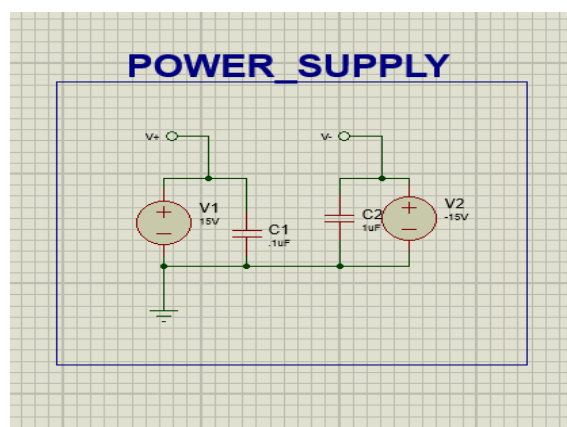 POWER_SUPPLY
V+
V-
V1
15V
C1
.1uF
C2
1uF
V2
-15V